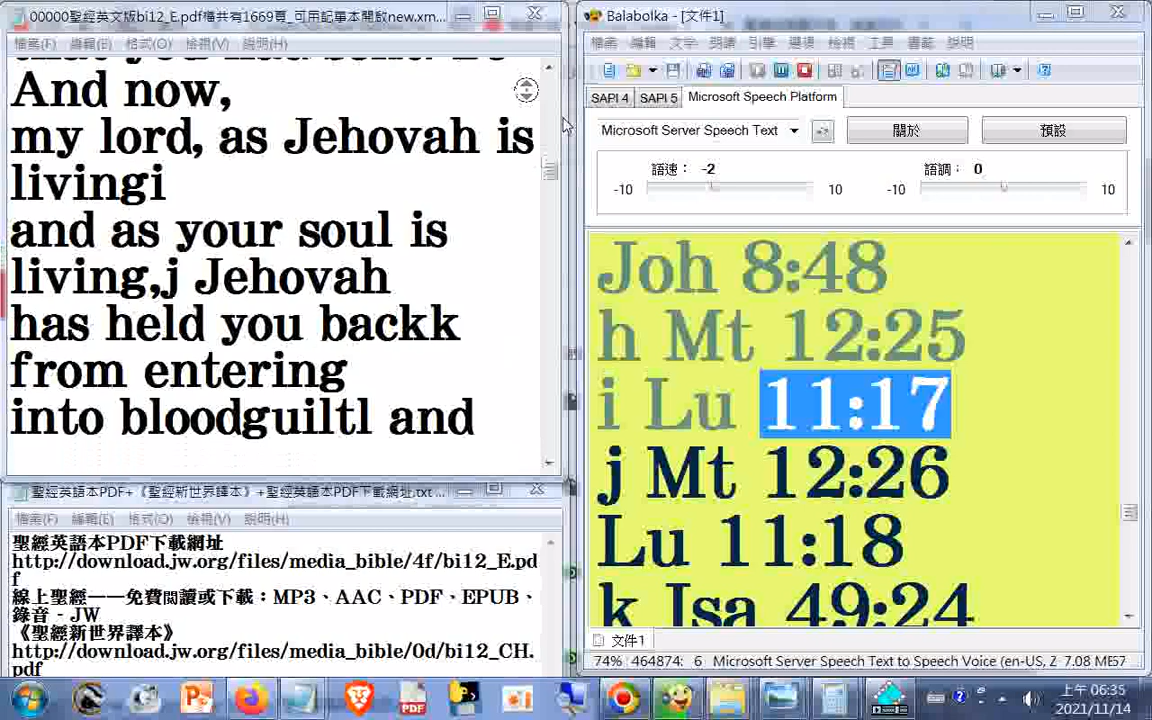 00000聖經英文版bi12_E.pdf檔共有1669頁_可用記事本開啟new.xm...
檔案(F) 編輯(E) 格式(O) 檢視(V) 說明(H)
And now,
my lord, as Jehovah is
livingi
and as your soul is
living,j Jehovah
has held you backk
from entering
into bloodguiltl and
聖經英語本PDF+《聖經新世界譯本》+聖經英語本PDF下載網址.txt ...
檔案(F) 編輯(E) 格式(O) 檢視(V) 說明(H)
聖經英語本PDF下載網址
http://download.jw.org/files/media_bible/4f/bi12_E.pd
f
線上聖經——免費閱讀或下載：MP3、AAC、PDF、EPUB、
錄音 - JW
《聖經新世界譯本》
http://download.jw.org/files/media_bible/0d/bi12_CH.
pdf
Balabolka - [文件1]
檔案 編輯 文字 朗讀 引擎 選項 檢視 工具 書籤 說明
SAPI 4 SAPI 5 Microsoft Speech Platform
Microsoft Server Speech Text 關於 預設
語速： -2 語調： 0
-10 10 -10 10
Joh 8:48
h Mt 12:25
i Lu 11:17
j Mt 12:26
Lu 11:18
k Isa 49:24
文件1
74% 464874: 6 Microsoft Server Speech Text to Speech Voice (en-US, Z 7.08 ME57
上午 06:35
2021/11/14